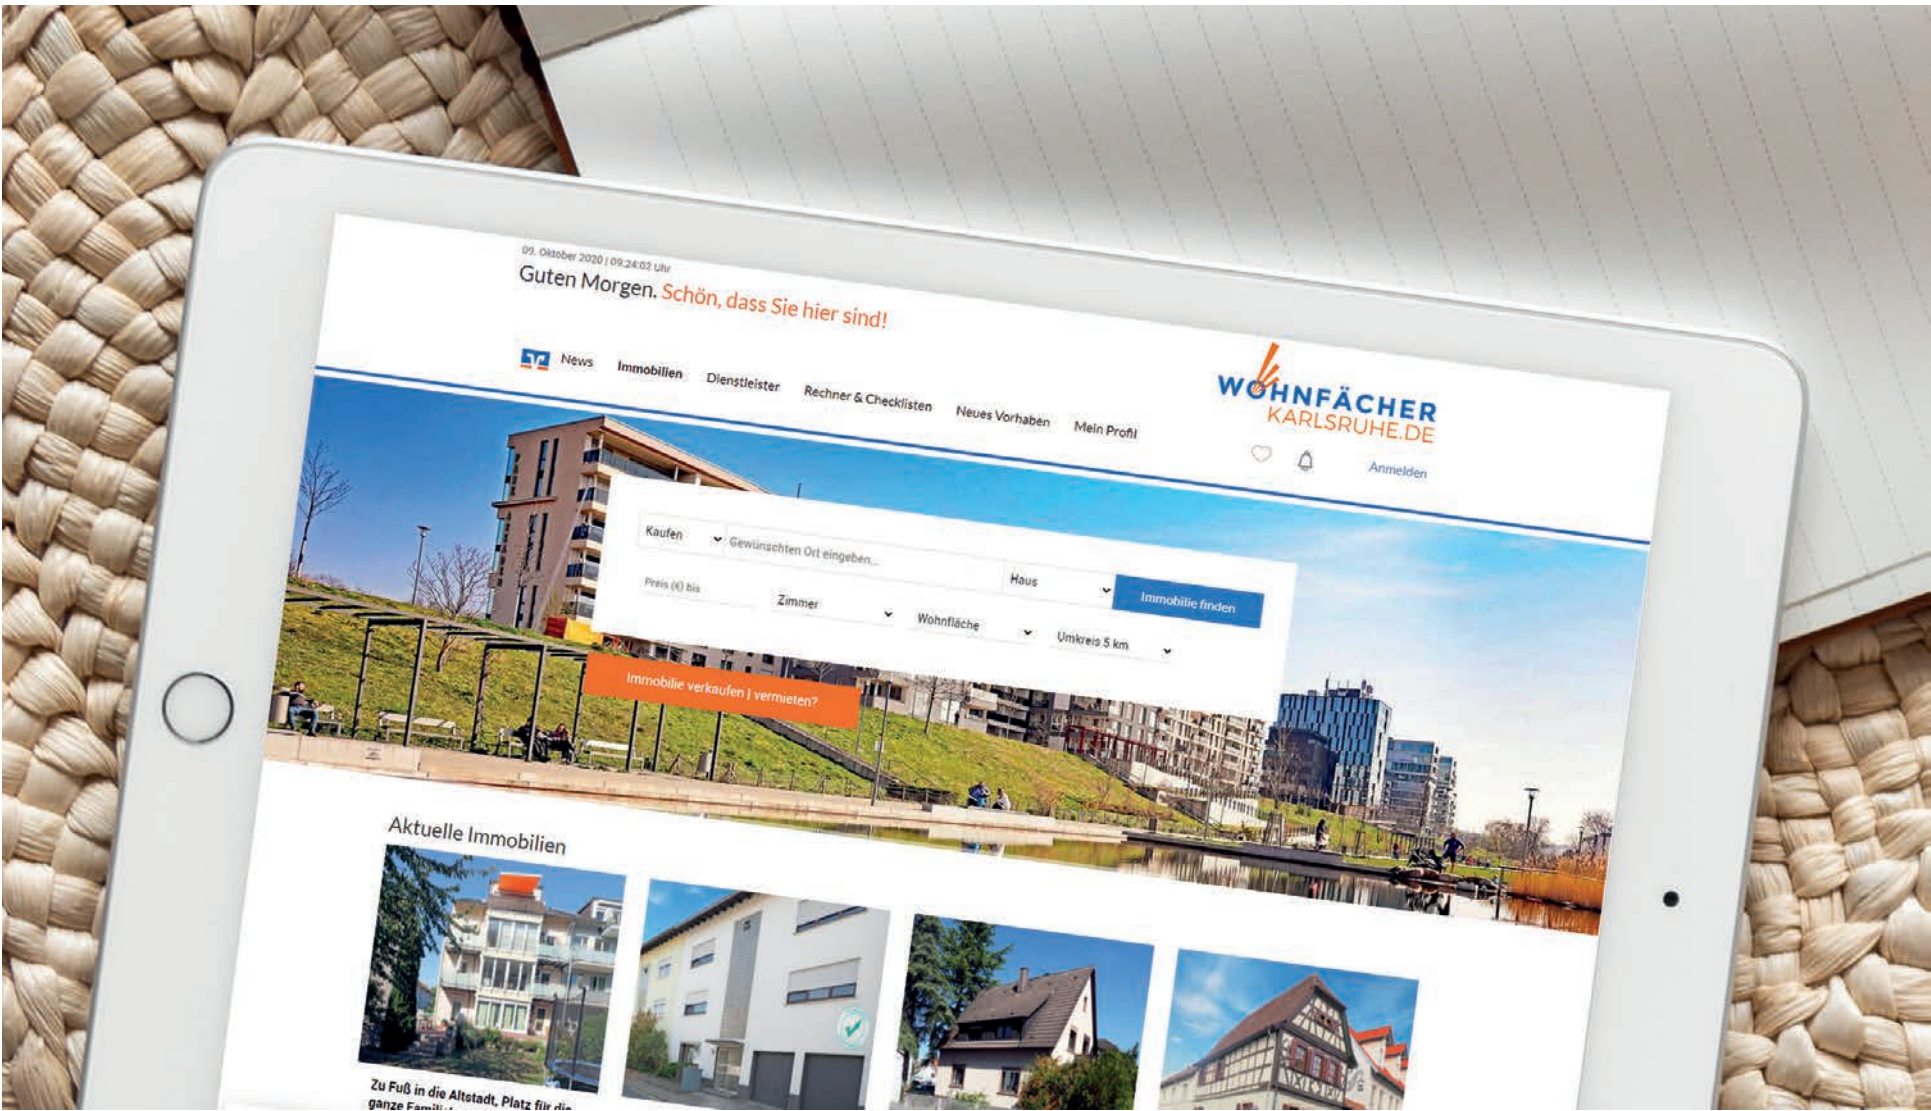 09. Oktober 2020 | 09:24:02 Uhr
Guten Morgen. Schön, dass Sie hier sind!
News Immobilien Dienstleister Rechner & Checklisten Neues Vorhaben Mein Profil
WOHNFÄCHER
KARLSRUHE.DE
Anmelden
Kaufen Gewünschten Ort eingeben... Haus Immobilie finden
Preis (€) bis Zimmer Wohnfläche Umkreis 5 km
Immobilie verkaufen | vermieten?
Aktuelle Immobilien
Zu Fuß in die Altstadt, Platz für die
ganze